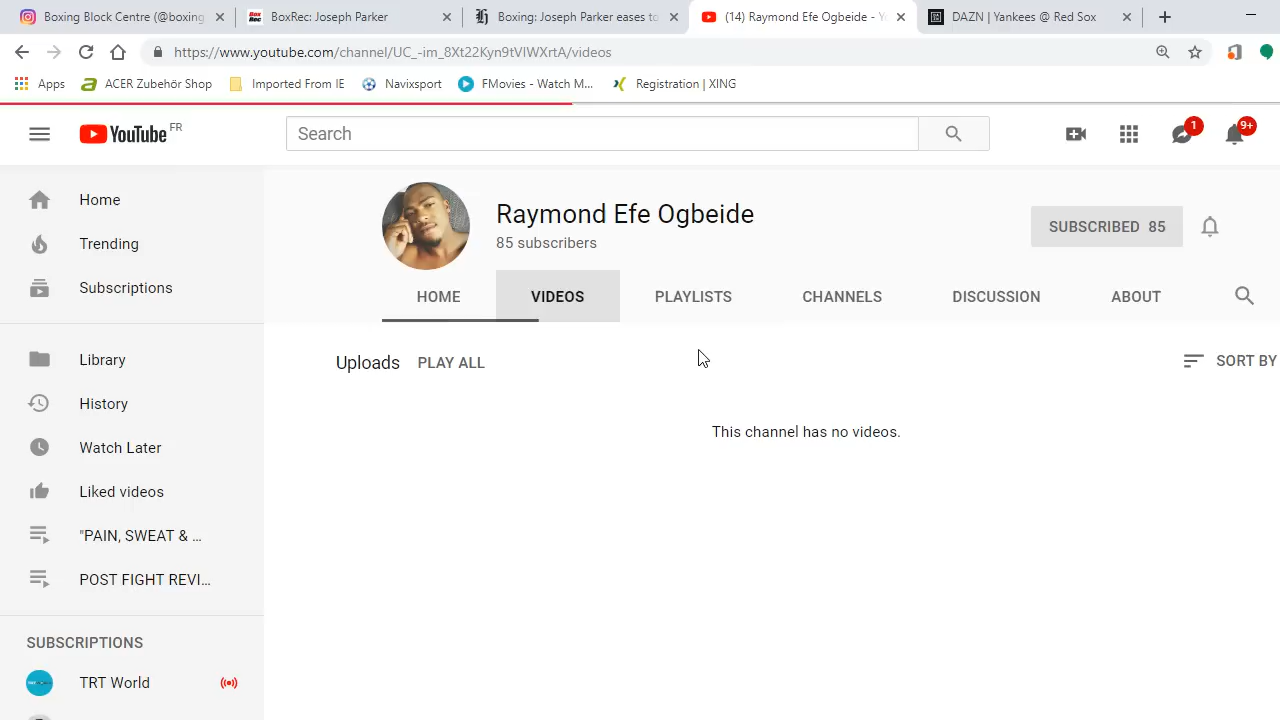 Boxing Block Centre (@boxing
BoxRec: Joseph Parker
Boxing: Joseph Parker eases to
(14) Raymond Efe Ogbeide - Y
DAZN | Yankees @ Red Sox
https://www.youtube.com/channel/UC_-im_8Xt22Kyn9tVIWXrtA/videos
Apps
ACER Zubehör Shop
Imported From IE
Navixsport
FMovies - Watch M...
Registration | XING
YouTube FR
Search
1
9+
Home
Trending
Subscriptions
Library
History
Watch Later
Liked videos
"PAIN, SWEAT & ...
POST FIGHT REVI...
SUBSCRIPTIONS
TRT World
Raymond Efe Ogbeide
85 subscribers
SUBSCRIBED 85
HOME
VIDEOS
PLAYLISTS
CHANNELS
DISCUSSION
ABOUT
Uploads
PLAY ALL
SORT BY
This channel has no videos.